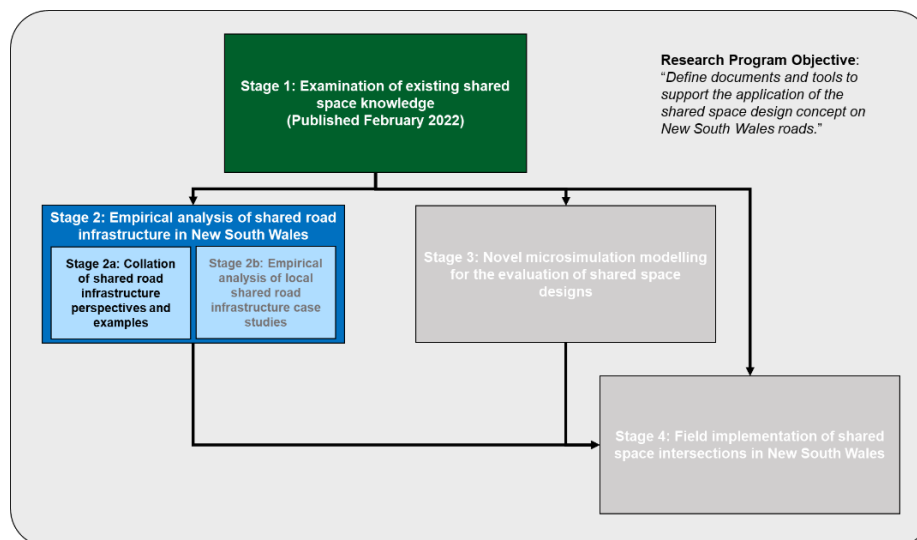 Stage 1: Examination of existing shared
space knowledge
(Published February 2022)
Research Program Objective:
“Define documents and tools to
support the application of the
shared space design concept on
New South Wales roads.”
Stage 2: Empirical analysis of shared road
infrastructure in New South Wales
Stage 2a: Collation
of shared road
infrastructure
perspectives and
examples
Stage 2b: Empirical
analysis of local
shared road
infrastructure case
studies
Stage 3: Novel microsimulation modelling
for the evaluation of shared space
designs
Stage 4: Field implementation of shared
space intersections in New South Wales